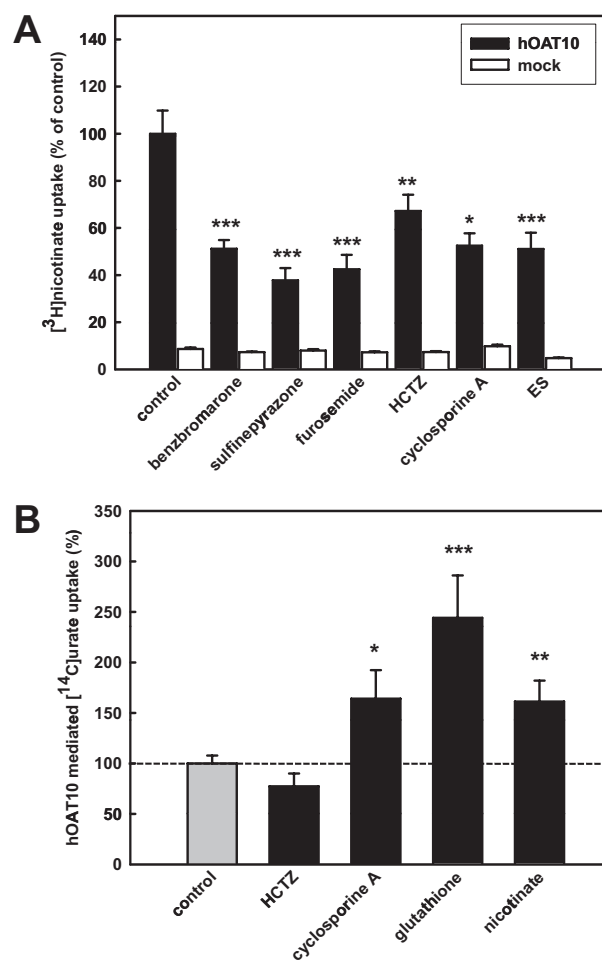 A
[³H]nicotinate uptake (% of control)
140
120
100
80
60
40
20
0
hOAT10
mock
***
***
***
**
*
***
control
benzbromarone
sulfinepyrazone
furosemide
HCTZ
cyclosporine A
ES
B
hOAT10 mediated [¹⁴C]urate uptake (%)
350
300
250
200
150
100
50
0
*
***
**
control
HCTZ
cyclosporine A
glutathione
nicotinate